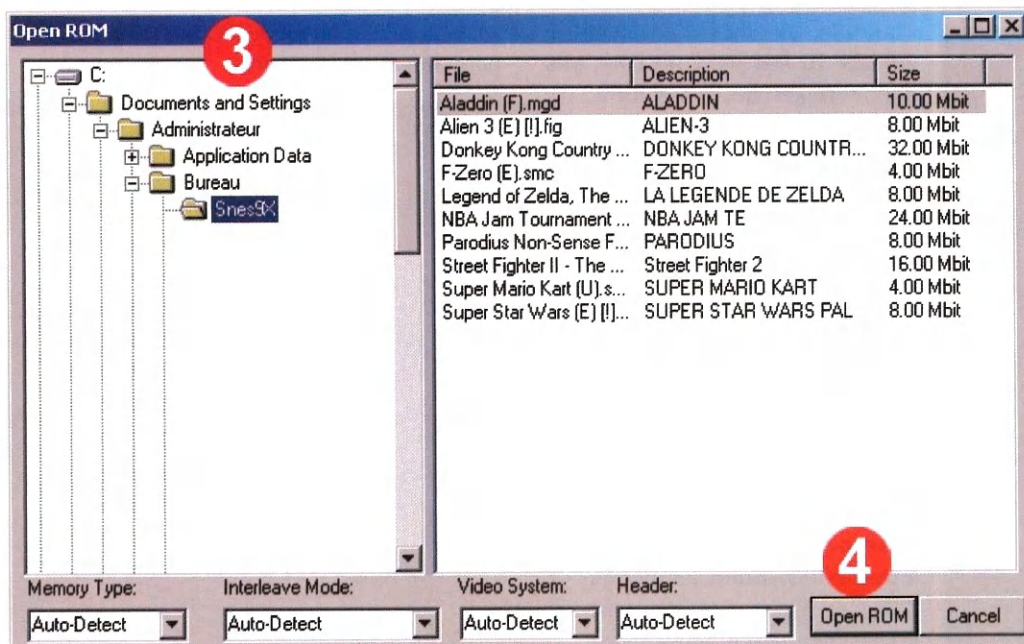 Open ROM
3
C:
Documents and Settings
Administrateur
Application Data
Bureau
Snes9X
File Description Size
Aladdin (F).mgd ALADDIN 10.00 Mbit
Alien 3 (E) [!].fig ALIEN-3 8.00 Mbit
Donkey Kong Country ... DONKEY KONG COUNTR... 32.00 Mbit
F-Zero (E).smc F-ZERO 4.00 Mbit
Legend of Zelda, The ... LA LEGENDE DE ZELDA 8.00 Mbit
NBA Jam Tournament ... NBA JAM TE 24.00 Mbit
Parodius Non-Sense F... PARODIUS 8.00 Mbit
Street Fighter II - The ... Street Fighter 2 16.00 Mbit
Super Mario Kart (U).s... SUPER MARIO KART 4.00 Mbit
Super Star Wars (E) [!]... SUPER STAR WARS PAL 8.00 Mbit
4
Memory Type: Interleave Mode: Video System: Header:
Auto-Detect Auto-Detect Auto-Detect Auto-Detect Open ROM Cancel